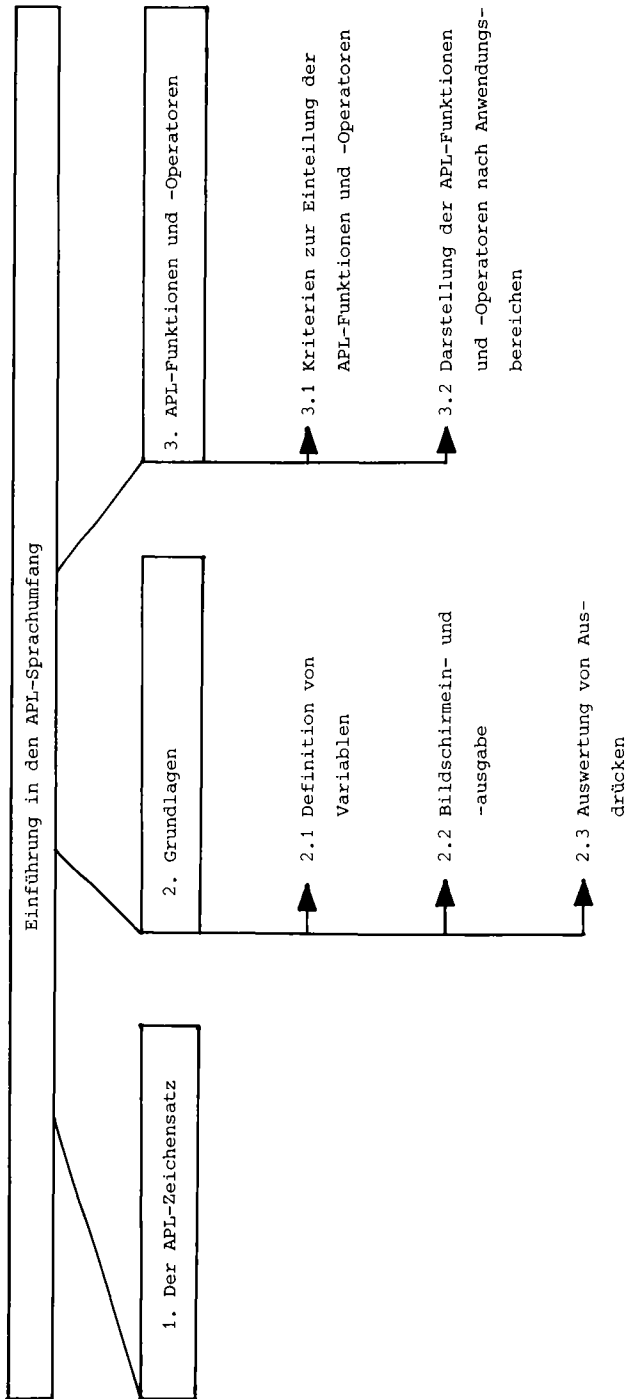 Einführung in den APL-Sprachumfang
1. Der APL-Zeichensatz
2. Grundlagen
2.1 Definition von
Variablen
2.2 Bildschirmein- und
-ausgabe
2.3 Auswertung von Aus-
drücken
3. APL-Funktionen und -Operatoren
3.1 Kriterien zur Einteilung der
APL-Funktionen und -Operatoren
3.2 Darstellung der APL-Funktionen
und -Operatoren nach Anwendungs-
bereichen